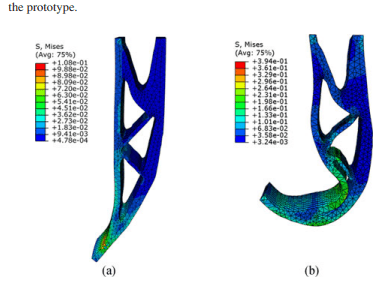 the prototype.
S, Mises
(Avg: 75%)
+1.08e-01
+9.88e-02
+8.98e-02
+8.09e-02
+7.20e-02
+6.30e-02
+5.41e-02
+4.51e-02
+3.62e-02
+2.73e-02
+1.83e-02
+9.41e-03
+4.78e-04
S, Mises
(Avg: 75%)
+3.94e-01
+3.61e-01
+3.29e-01
+2.96e-01
+2.64e-01
+2.31e-01
+1.98e-01
+1.66e-01
+1.33e-01
+1.01e-01
+6.83e-02
+3.58e-02
+3.24e-03
(a)
(b)